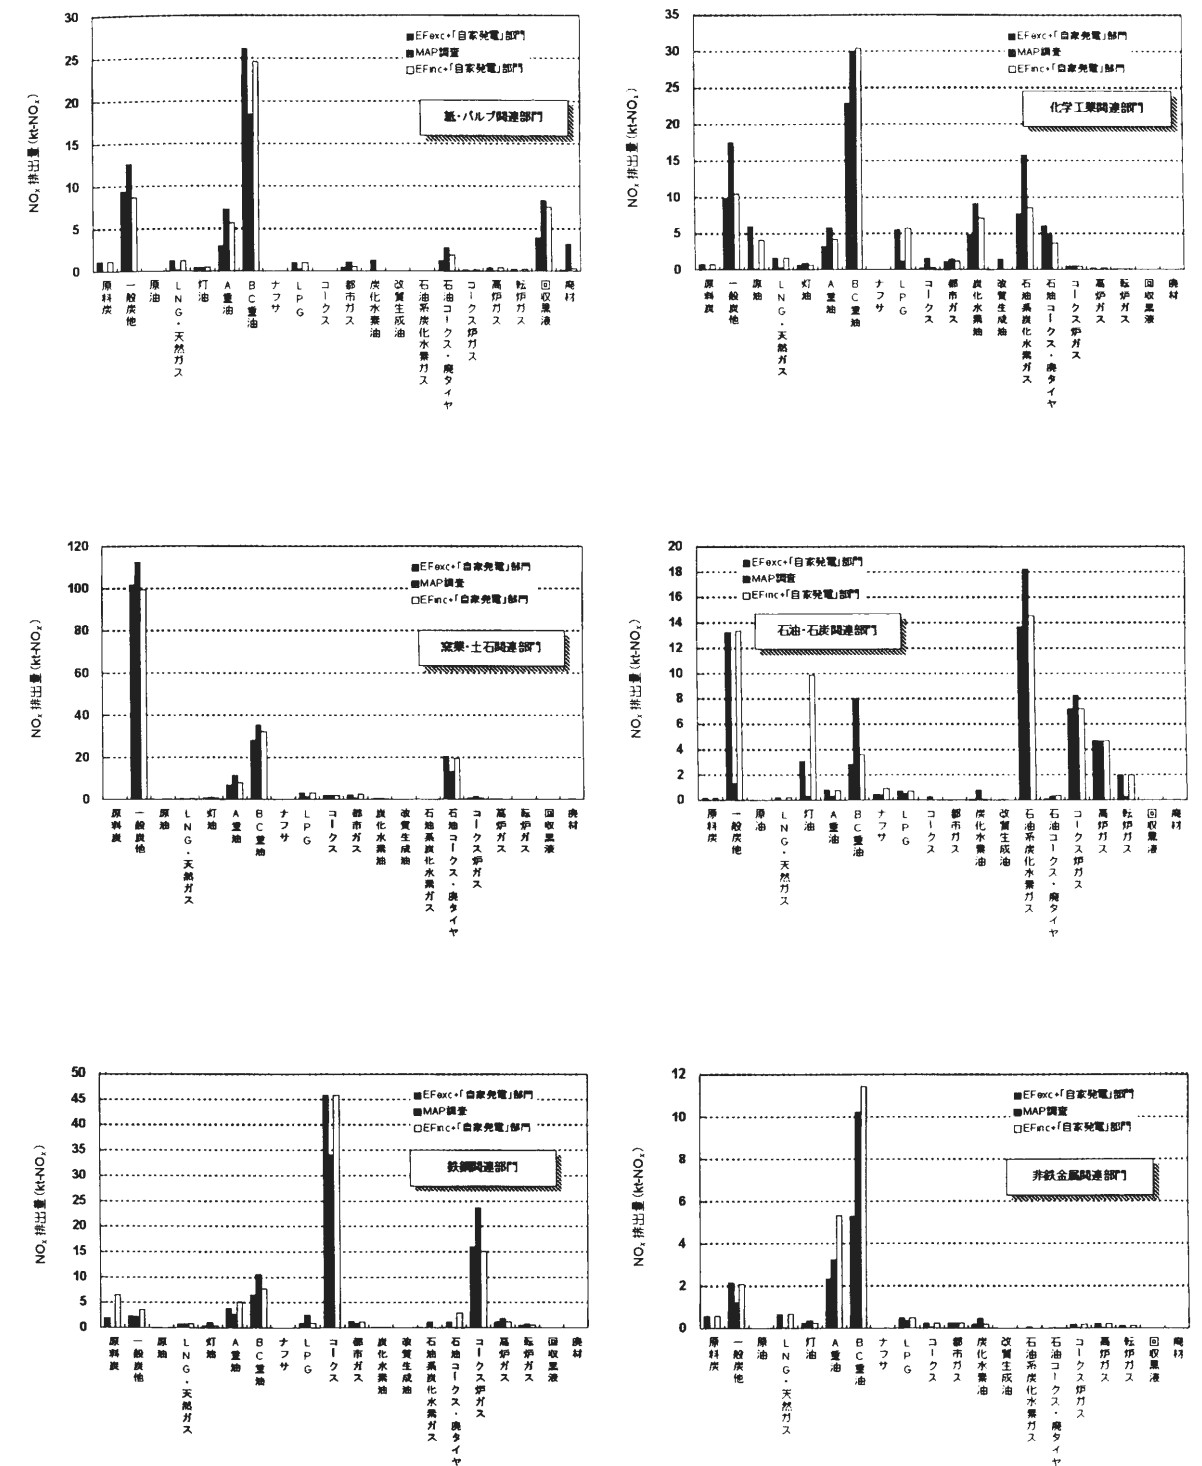 NOx 排出量(kt-NOx)
30
25
20
15
10
5
0
■EFexc+「自家発電」部門
■MAP調査
□EFinc+「自家発電」部門
紙・パルプ関連部門
原料炭
一般炭他
原油
LNG・天然ガス
灯油
A重油
BC重油
ナフサ
LPG
コークス
都市ガス
炭化水素油
改質生成油
石油系炭化水素ガス
石油コークス・廃タイヤ
コークス炉ガス
高炉ガス
転炉ガス
回収黒液
廃材
NOx 排出量(kt-NOx)
35
30
25
20
15
10
5
0
■EFexc+「自家発電」部門
■MAP調査
□EFinc+「自家発電」部門
化学工業関連部門
原料炭
一般炭他
原油
LNG・天然ガス
灯油
A重油
BC重油
ナフサ
LPG
コークス
都市ガス
炭化水素油
改質生成油
石油系炭化水素ガス
石油コークス・廃タイヤ
コークス炉ガス
高炉ガス
転炉ガス
回収黒液
廃材
NOx 排出量(kt-NOx)
120
100
80
60
40
20
0
■EFexc+「自家発電」部門
■MAP調査
□EFinc+「自家発電」部門
窯業・土石関連部門
原料炭
一般炭他
原油
LNG・天然ガス
灯油
A重油
BC重油
ナフサ
LPG
コークス
都市ガス
炭化水素油
改質生成油
石油系炭化水素ガス
石油コークス・廃タイヤ
コークス炉ガス
高炉ガス
転炉ガス
回収黒液
廃材
NOx 排出量(kt-NOx)
20
18
16
14
12
10
8
6
4
2
0
■EFexc+「自家発電」部門
■MAP調査
□EFinc+「自家発電」部門
石油・石炭関連部門
原料炭
一般炭他
原油
LNG・天然ガス
灯油
A重油
BC重油
ナフサ
LPG
コークス
都市ガス
炭化水素油
改質生成油
石油系炭化水素ガス
石油コークス・廃タイヤ
コークス炉ガス
高炉ガス
転炉ガス
回収黒液
廃材
NOx 排出量(kt-NOx)
50
45
40
35
30
25
20
15
10
5
0
■EFexc+「自家発電」部門
■MAP調査
□EFinc+「自家発電」部門
鉄鋼関連部門
原料炭
一般炭他
原油
LNG・天然ガス
灯油
A重油
BC重油
ナフサ
LPG
コークス
都市ガス
炭化水素油
改質生成油
石油系炭化水素ガス
石油コークス・廃タイヤ
コークス炉ガス
高炉ガス
転炉ガス
回収黒液
廃材
NOx 排出量(kt-NOx)
12
10
8
6
4
2
0
■EFexc+「自家発電」部門
■MAP調査
□EFinc+「自家発電」部門
非鉄金属関連部門
原料炭
一般炭他
原油
LNG・天然ガス
灯油
A重油
BC重油
ナフサ
LPG
コークス
都市ガス
炭化水素油
改質生成油
石油系炭化水素ガス
石油コークス・廃タイヤ
コークス炉ガス
高炉ガス
転炉ガス
回収黒液
廃材